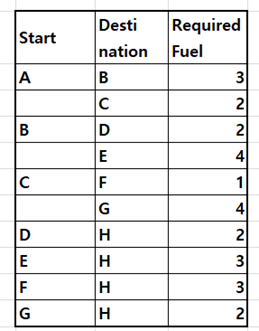 Start Desti nation Required Fuel
A B 3
C 2
B D 2
E 4
C F 1
G 4
D H 2
E H 3
F H 3
G H 2